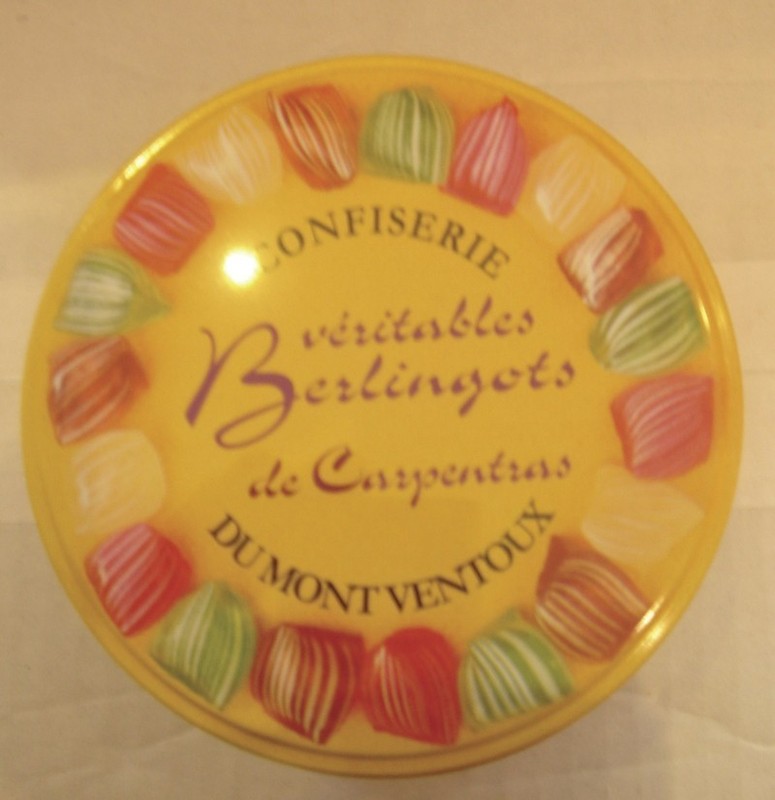 CONFISERIE
véritables
Berlingots
de Carpentras
DU MONT VENTOUX